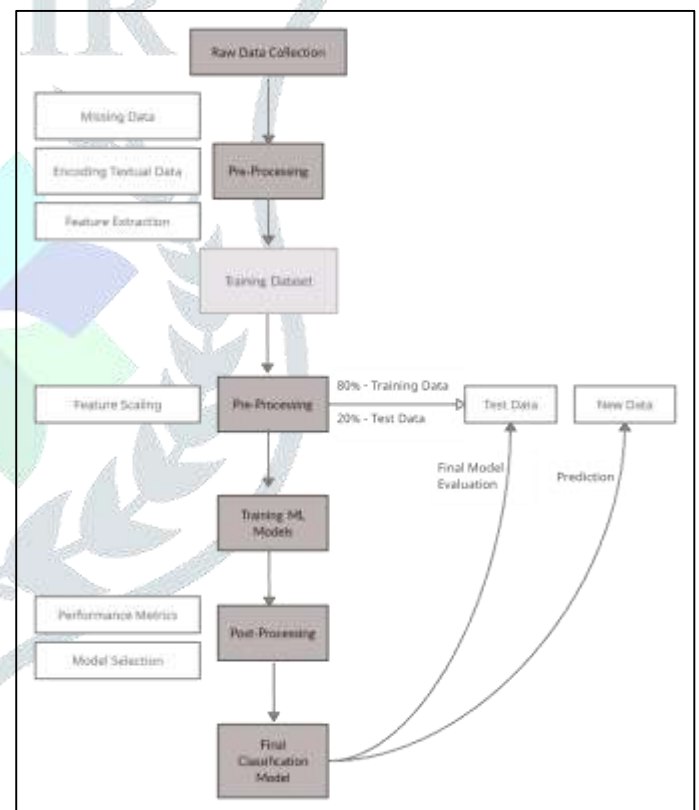 IR
Raw Data Collection
Missing Data
Encoding Textual Data
Pre-Processing
Feature Extraction
Training Dataset
Feature Scaling
Pre-Processing
80% - Training Data
20% - Test Data
Test Data
New Data
Final Model
Evaluation
Prediction
Training ML
Models
Performance Metrics
Post-Processing
Model Selection
Final
Classification
Model